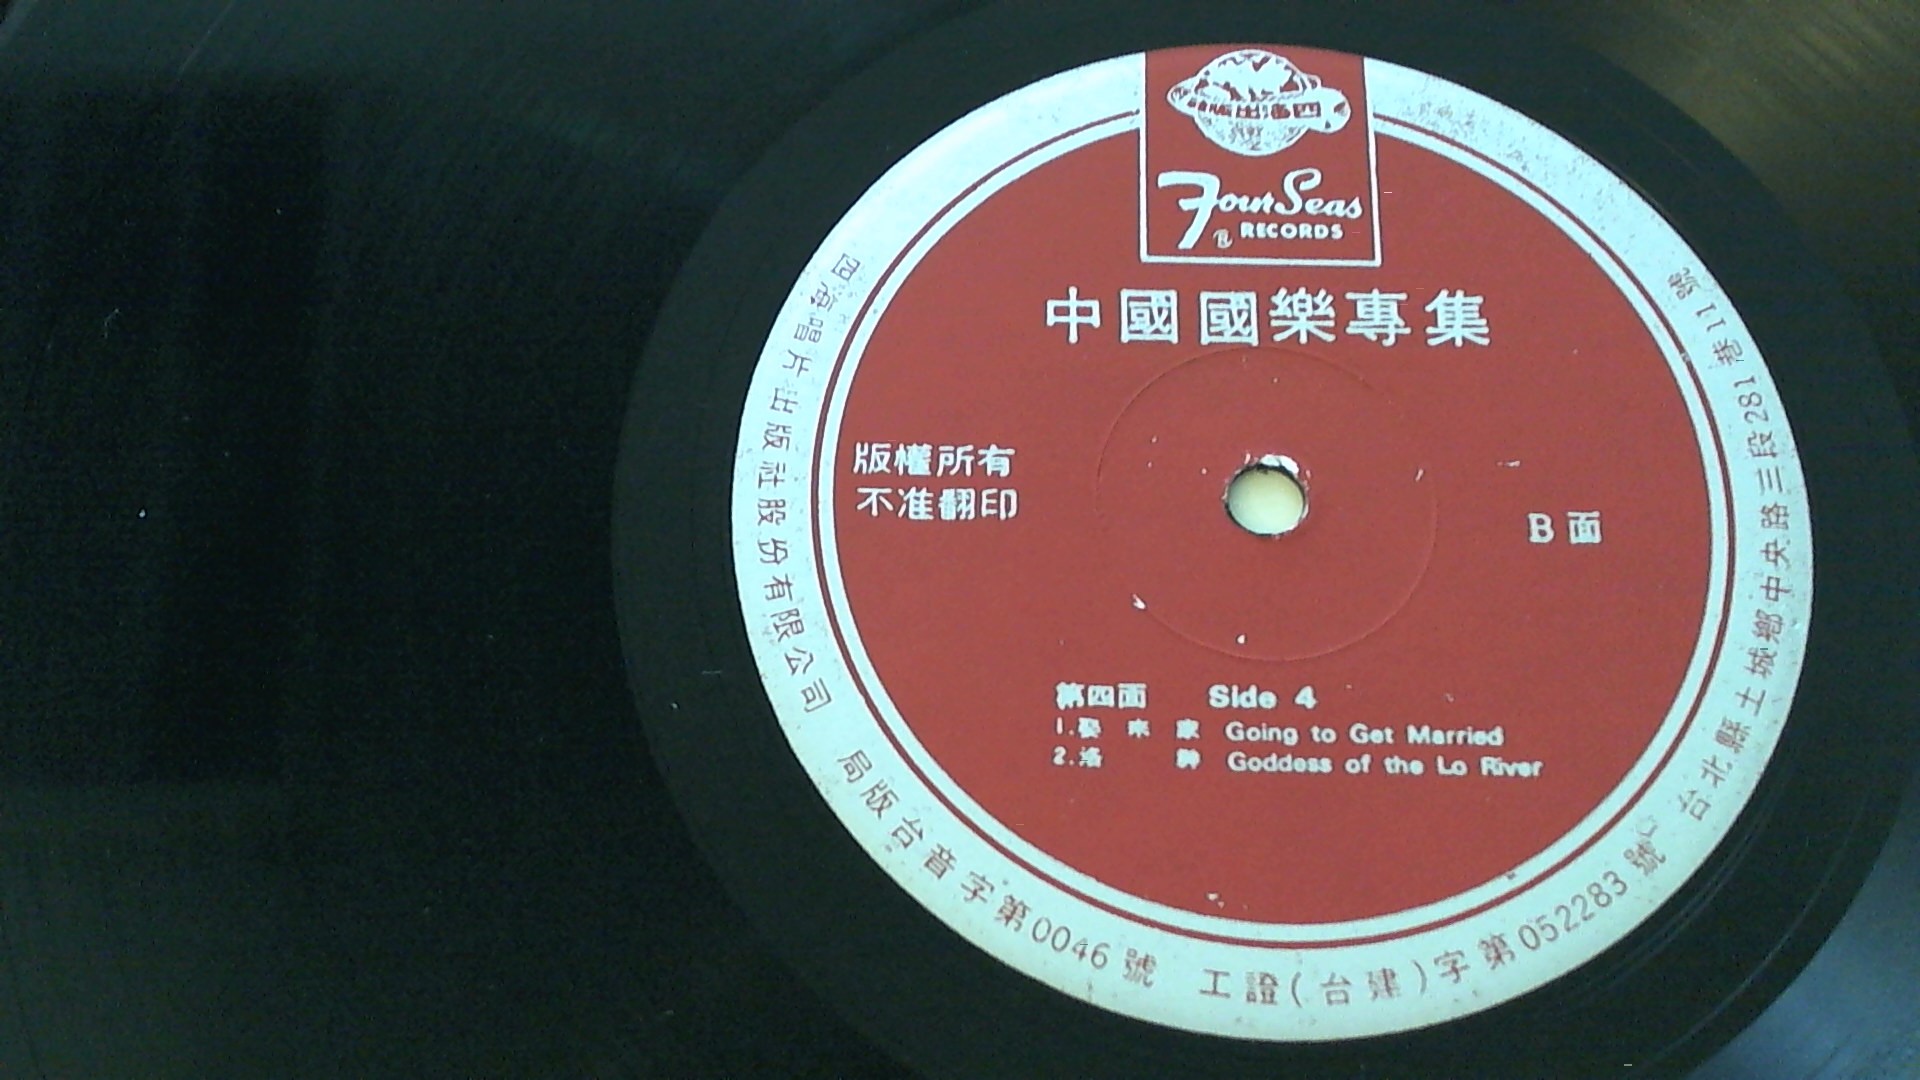 四海出版社
Four Seas
® RECORDS
中國國樂專集
版權所有
不准翻印
B面
第四面 Side 4
1. 娶來家 Going to Get Married
2. 洛神 Goddess of the Lo River
四海唱片出版社股份有限公司
局版台音字第0046號
工證(台建)字第052283號
台北縣土城鄉中央路三段281巷11號